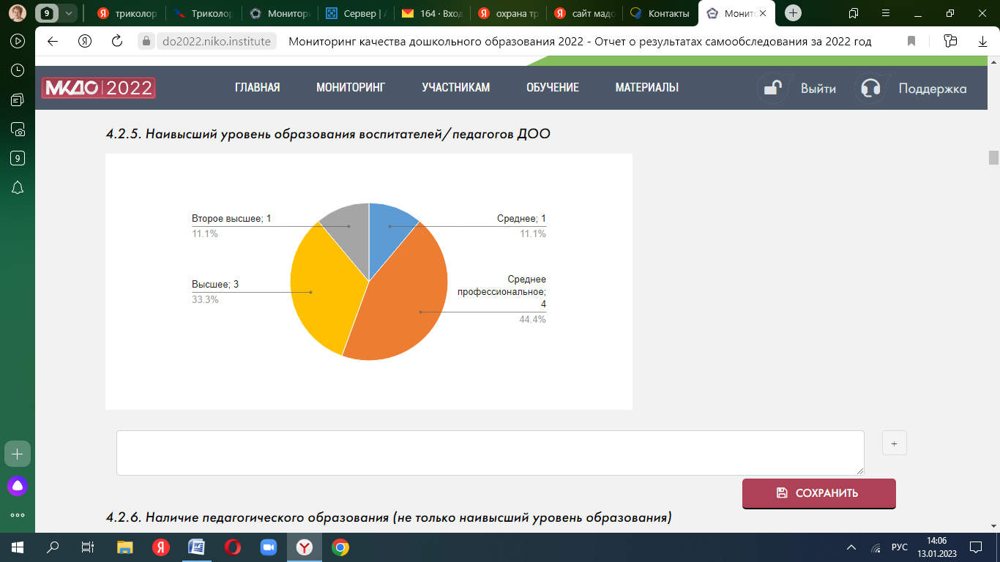 9
триколор
Триколор
Монитори
Сервер | А
164 · Вход
охрана тр
сайт мадо
Контакты
Монито
do2022.niko.institute
Мониторинг качества дошкольного образования 2022 - Отчет о результатах самообследования за 2022 год
МКДО 2022
ГЛАВНАЯ
МОНИТОРИНГ
УЧАСТНИКАМ
ОБУЧЕНИЕ
МАТЕРИАЛЫ
Выйти
Поддержка
9
4.2.5. Наивысший уровень образования воспитателей/педагогов ДОО
Второе высшее; 1
11.1%
Среднее; 1
11.1%
Высшее; 3
33.3%
Среднее
профессиональное;
4
44.4%
+
СОХРАНИТЬ
4.2.6. Наличие педагогического образования (не только наивысший уровень образования)
РУС
14:06
13.01.2023